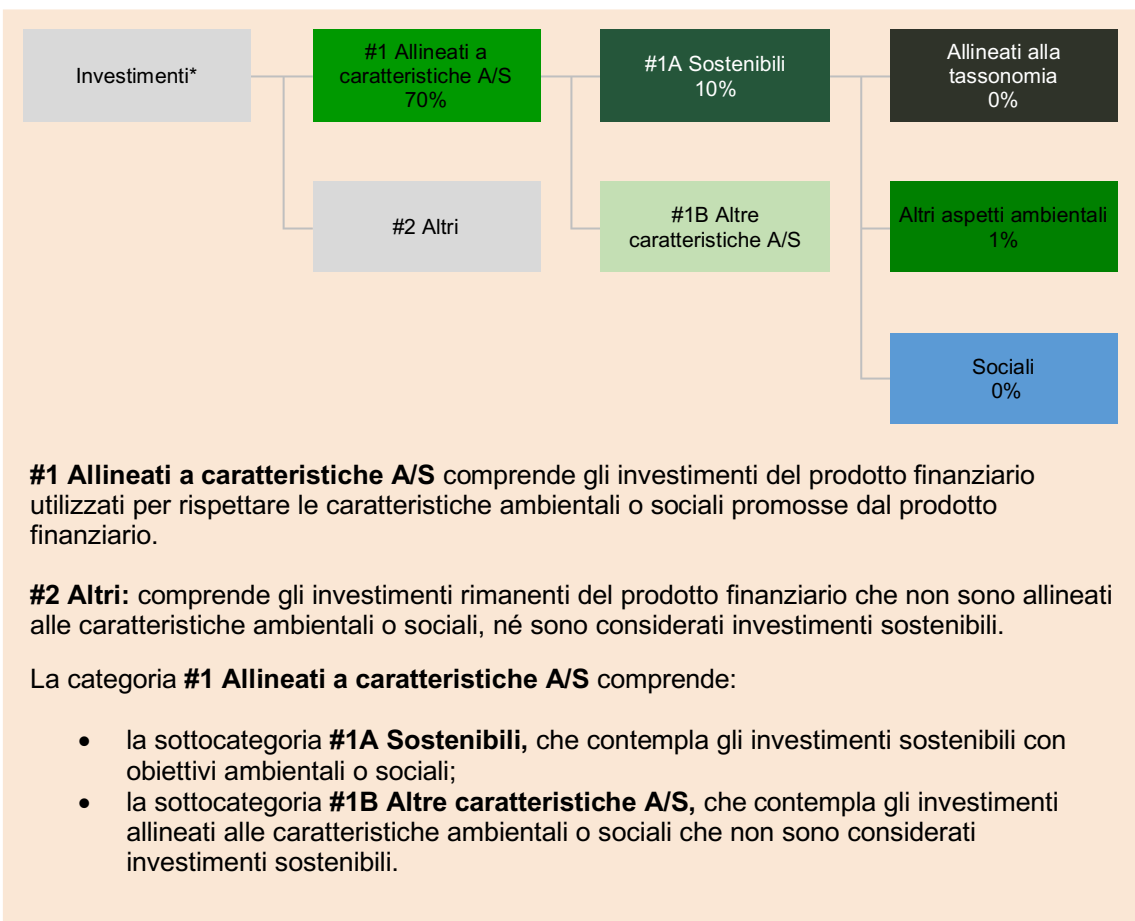 Investimenti*
#1 Allineati a
caratteristiche A/S
70%
#1A Sostenibili
10%
Allineati alla
tassonomia
0%
#2 Altri
#1B Altre
caratteristiche A/S
Altri aspetti ambientali
1%
Sociali
0%
#1 Allineati a caratteristiche A/S comprende gli investimenti del prodotto finanziario
utilizzati per rispettare le caratteristiche ambientali o sociali promosse dal prodotto
finanziario.
#2 Altri: comprende gli investimenti rimanenti del prodotto finanziario che non sono allineati
alle caratteristiche ambientali o sociali, né sono considerati investimenti sostenibili.
La categoria #1 Allineati a caratteristiche A/S comprende:
• la sottocategoria #1A Sostenibili, che contempla gli investimenti sostenibili con
obiettivi ambientali o sociali;
• la sottocategoria #1B Altre caratteristiche A/S, che contempla gli investimenti
allineati alle caratteristiche ambientali o sociali che non sono considerati
investimenti sostenibili.